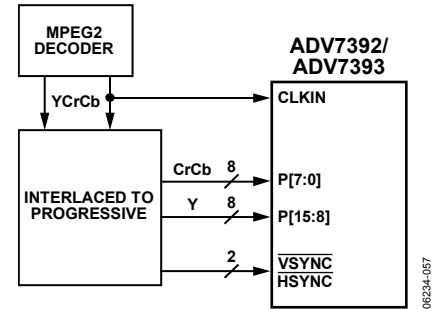 MPEG2
DECODER
YCrCb
ADV7392/
ADV7393
CLKIN
INTERLACED TO
PROGRESSIVE
CrCb 8
P[7:0]
Y 8
P[15:8]
2
VSYNC
HSYNC
06234-057